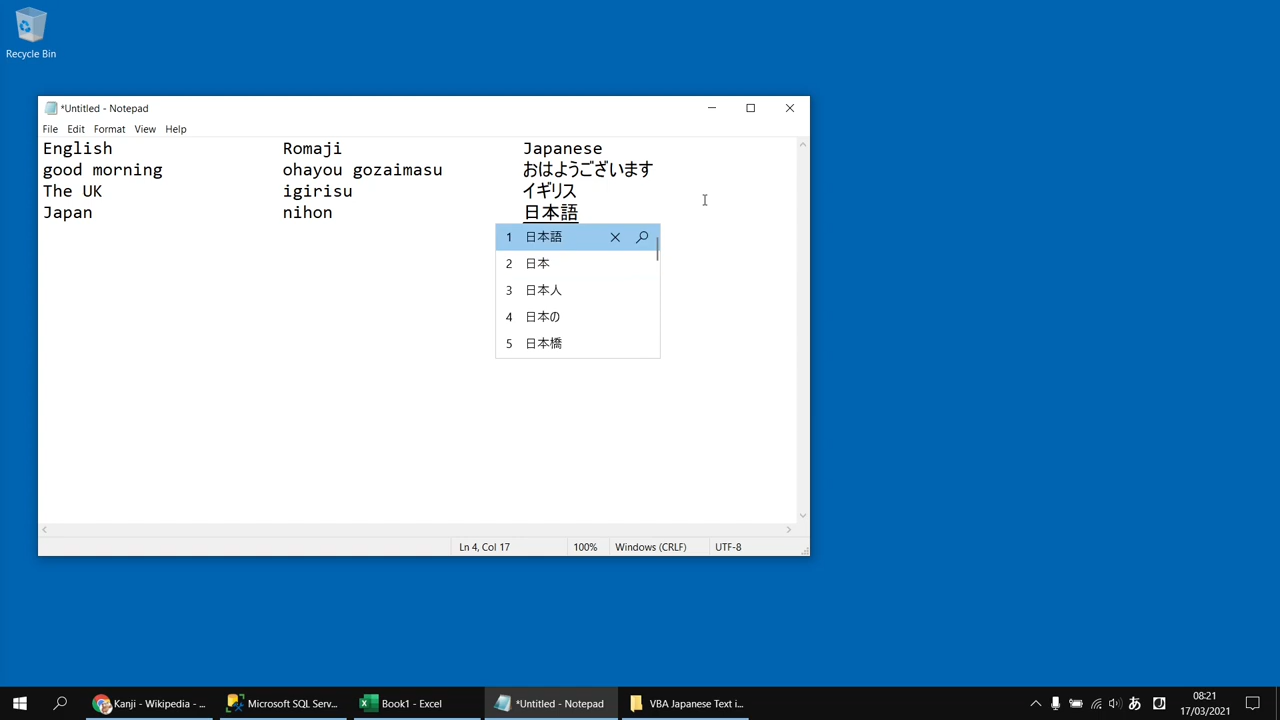 Recycle Bin
*Untitled - Notepad
File Edit Format View Help
English Romaji Japanese
good morning ohayou gozaimasu おはようございます
The UK igirisu イギリス
Japan nihon 日本語
1 日本語
2 日本
3 日本人
4 日本の
5 日本橋
Ln 4, Col 17 100% Windows (CRLF) UTF-8
Kanji - Wikipedia - ... Microsoft SQL Serv... Book1 - Excel *Untitled - Notepad VBA Japanese Text i... あ 08:21
17/03/2021